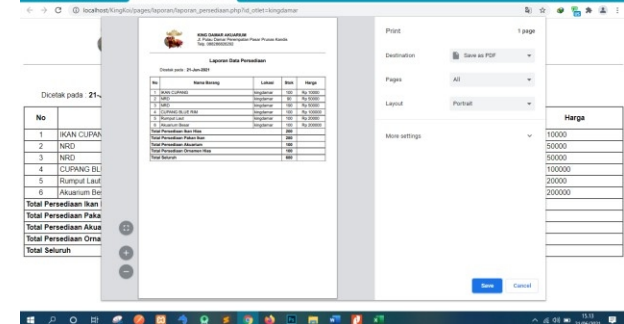 localhost/KingKoi/pages/laporan/laporan_persediaan.php?id_otlet=kingdamar
KING DAMAR AKUARIUM
Laporan Data Persediaan
Dicetak pada : 21-Jun-2021
No Nama Barang Lokasi Stok Harga
1 IKAN CUPANG kingdamar 100 Rp 10000
2 NRD kingdamar 50 Rp 50000
3 NRD kingdamar 100 Rp 50000
4 CUPANG BLUE RIM kingdamar 100 Rp 100000
5 Rumput Laut kingdamar 100 Rp 20000
6 Akuarium Besar kingdamar 100 Rp 200000
Total Persediaan Ikan Hias
Total Persediaan Pakan Ikan
Total Persediaan Akuarium 100
Total Persediaan Ornamen Hias 100
Total Seluruh
Print 1 page
Destination Save as PDF
Pages All
Layout Portrait
More settings
Save Cancel
Dicetak pada : 21-
No Harga
1 IKAN CUPAN 10000
2 NRD 50000
3 NRD 50000
4 CUPANG BL 100000
5 Rumput Laut 20000
6 Akuarium Be 200000
Total Persediaan Ikan
Total Persediaan Paka
Total Persediaan Akua
Total Persediaan Orna
Total Seluruh
15.13